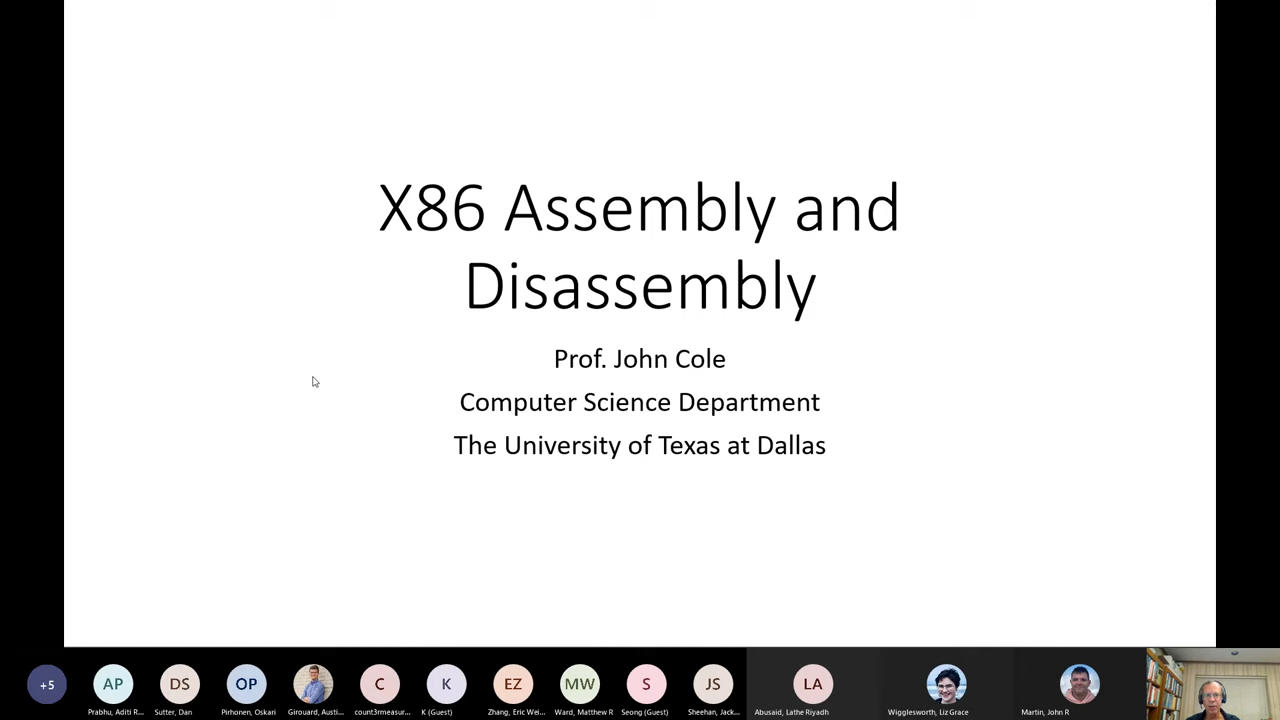 X86 Assembly and
Disassembly
Prof. John Cole
Computer Science Department
The University of Texas at Dallas
+5
AP
DS
OP
C
K
EZ
MW
S
JS
LA
Prabhu, Aditi R...
Sutter, Dan
Pirhonen, Oskari
Girouard, Austi...
count3rmeasur...
K (Guest)
Zhang, Eric Wei...
Ward, Matthew R
Seong (Guest)
Sheehan, Jack...
Abusaid, Lathe Riyadh
Wigglesworth, Liz Grace
Martin, John R